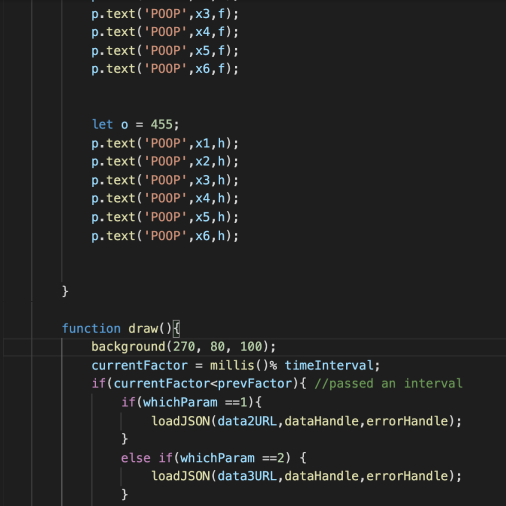 p.text('POOP',x3,f);
p.text('POOP',x4,f);
p.text('POOP',x5,f);
p.text('POOP',x6,f);
let o = 455;
p.text('POOP',x1,h);
p.text('POOP',x2,h);
p.text('POOP',x3,h);
p.text('POOP',x4,h);
p.text('POOP',x5,h);
p.text('POOP',x6,h);
}
function draw(){
background(270, 80, 100);
currentFactor = millis()% timeInterval;
if(currentFactor<prevFactor){ //passed an interval
if(whichParam ==1){
loadJSON(data2URL,dataHandle,errorHandle);
}
else if(whichParam ==2) {
loadJSON(data3URL,dataHandle,errorHandle);
}